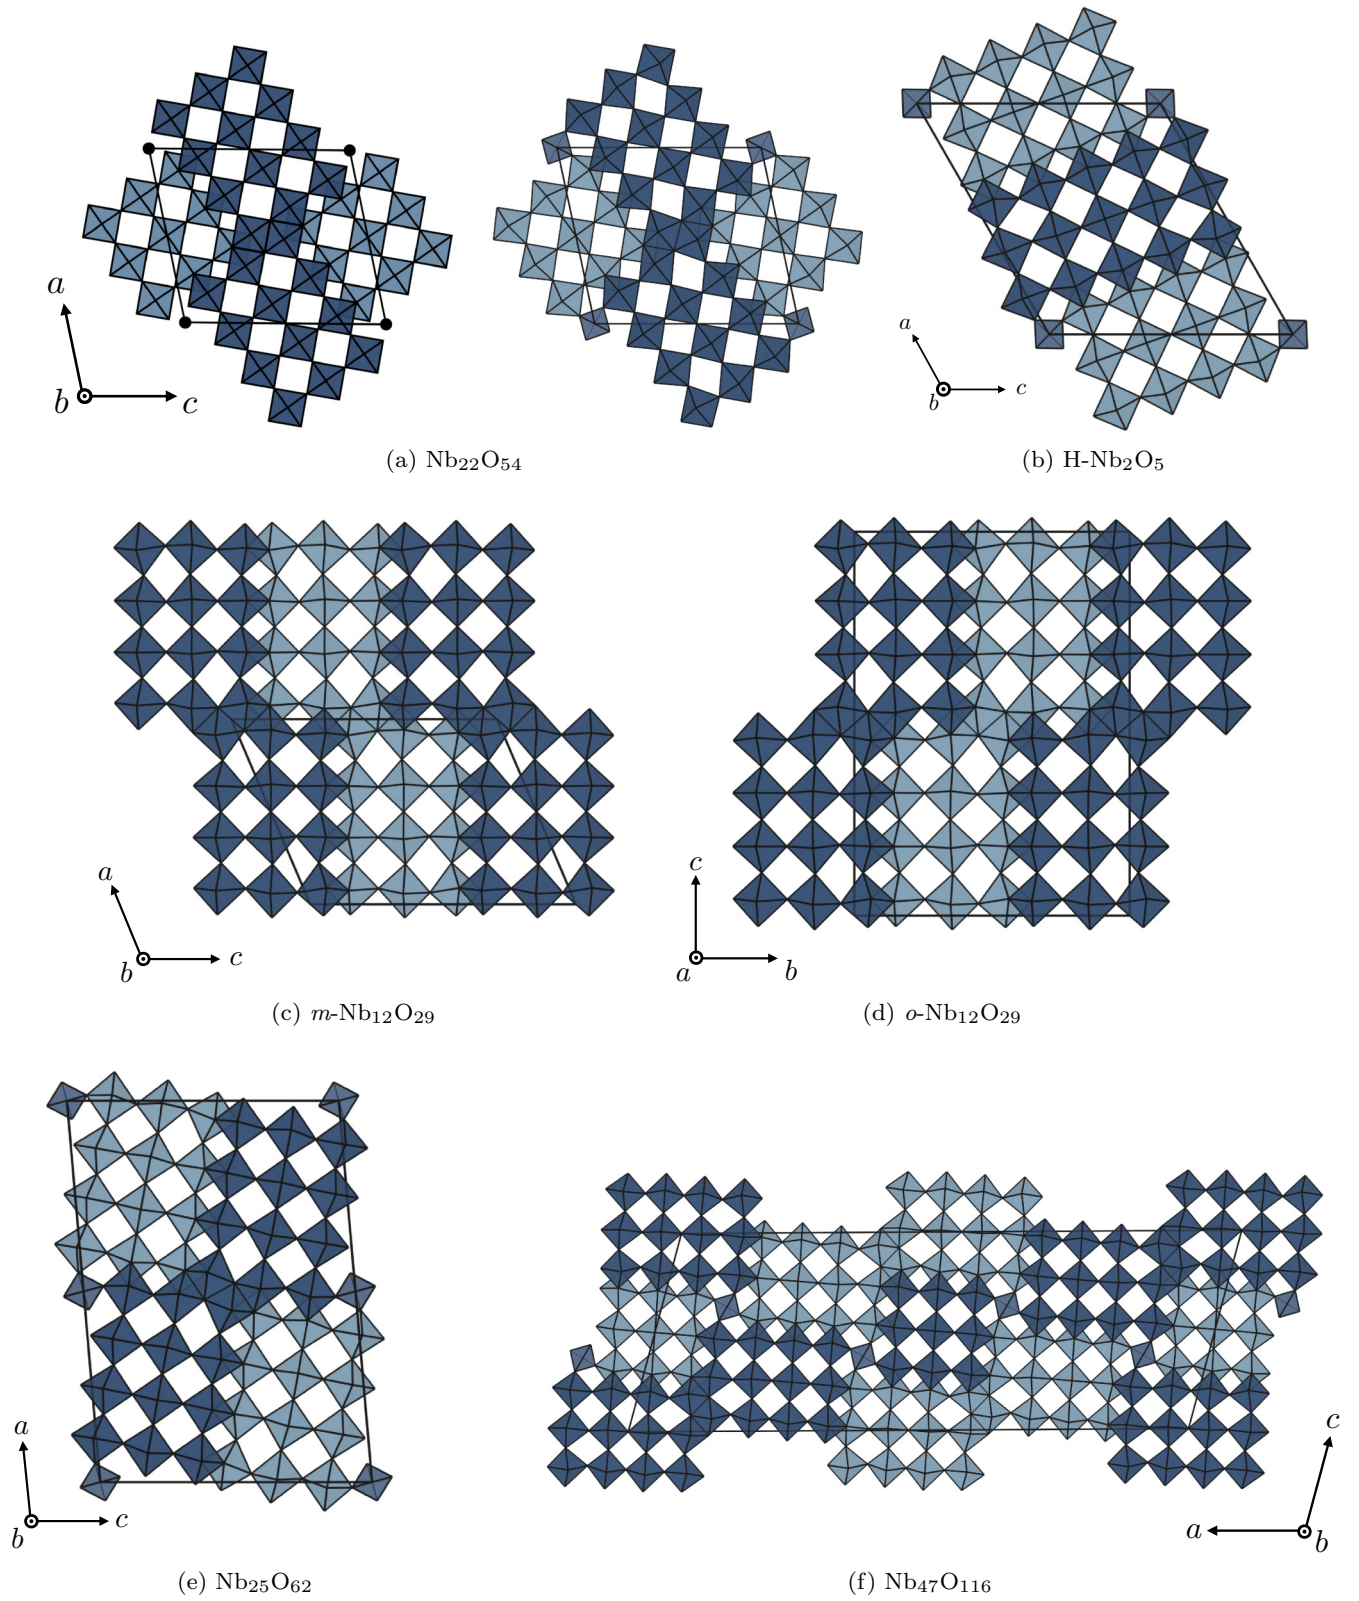 a
b
c
(a) Nb₂₂O₅₄
a
b
c
(b) H-Nb₂O₅
a
b
c
(c) m-Nb₁₂O₂₉
c
a
b
(d) o-Nb₁₂O₂₉
a
b
c
(e) Nb₂₅O₆₂
c
a
b
(f) Nb₄₇O₁₁₆